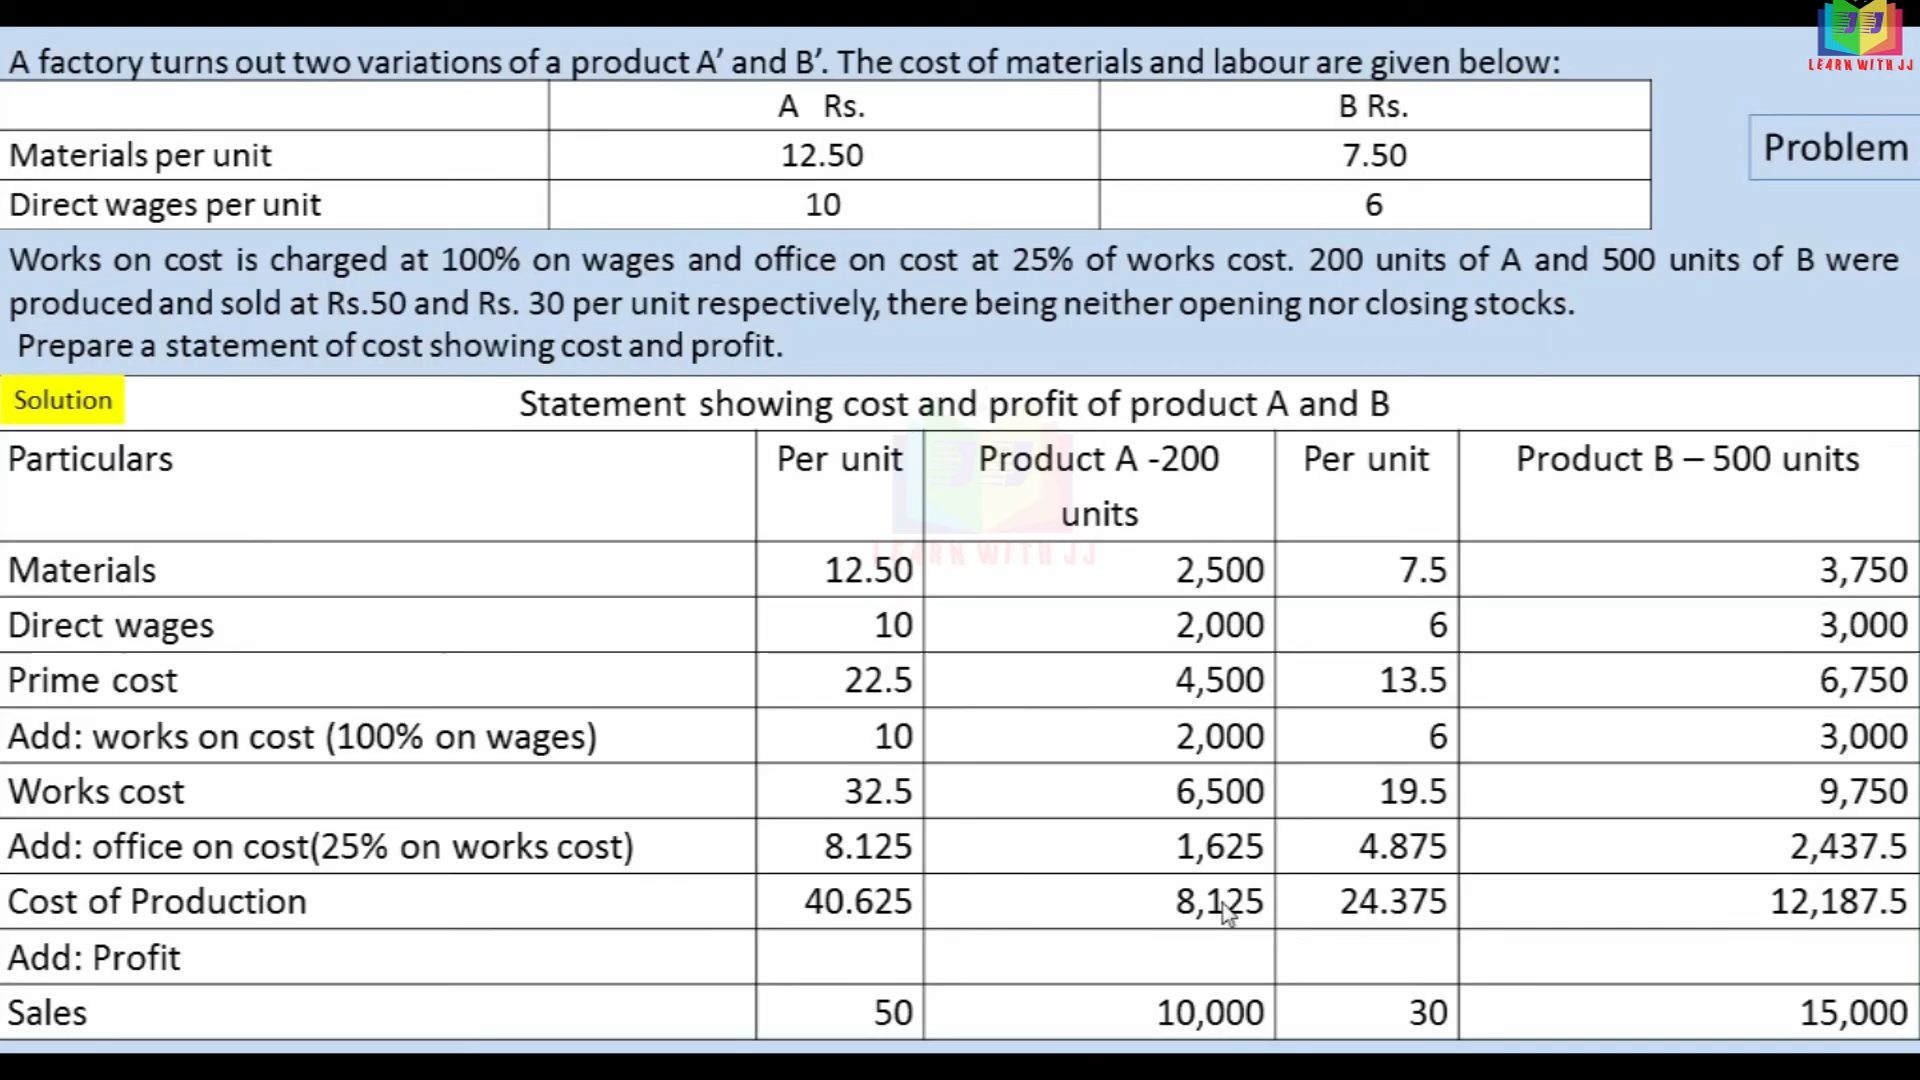 LEARN WITH JJ
A factory turns out two variations of a product A’ and B’. The cost of materials and labour are given below:
A Rs. B Rs.
Materials per unit 12.50 7.50
Direct wages per unit 10 6
Problem
Works on cost is charged at 100% on wages and office on cost at 25% of works cost. 200 units of A and 500 units of B were
produced and sold at Rs.50 and Rs. 30 per unit respectively, there being neither opening nor closing stocks.
Prepare a statement of cost showing cost and profit.
Solution
Statement showing cost and profit of product A and B
Particulars Per unit Product A -200 Per unit Product B – 500 units
units
LEARN WITH JJ
Materials 12.50 2,500 7.5 3,750
Direct wages 10 2,000 6 3,000
Prime cost 22.5 4,500 13.5 6,750
Add: works on cost (100% on wages) 10 2,000 6 3,000
Works cost 32.5 6,500 19.5 9,750
Add: office on cost(25% on works cost) 8.125 1,625 4.875 2,437.5
Cost of Production 40.625 8,125 24.375 12,187.5
Add: Profit
Sales 50 10,000 30 15,000